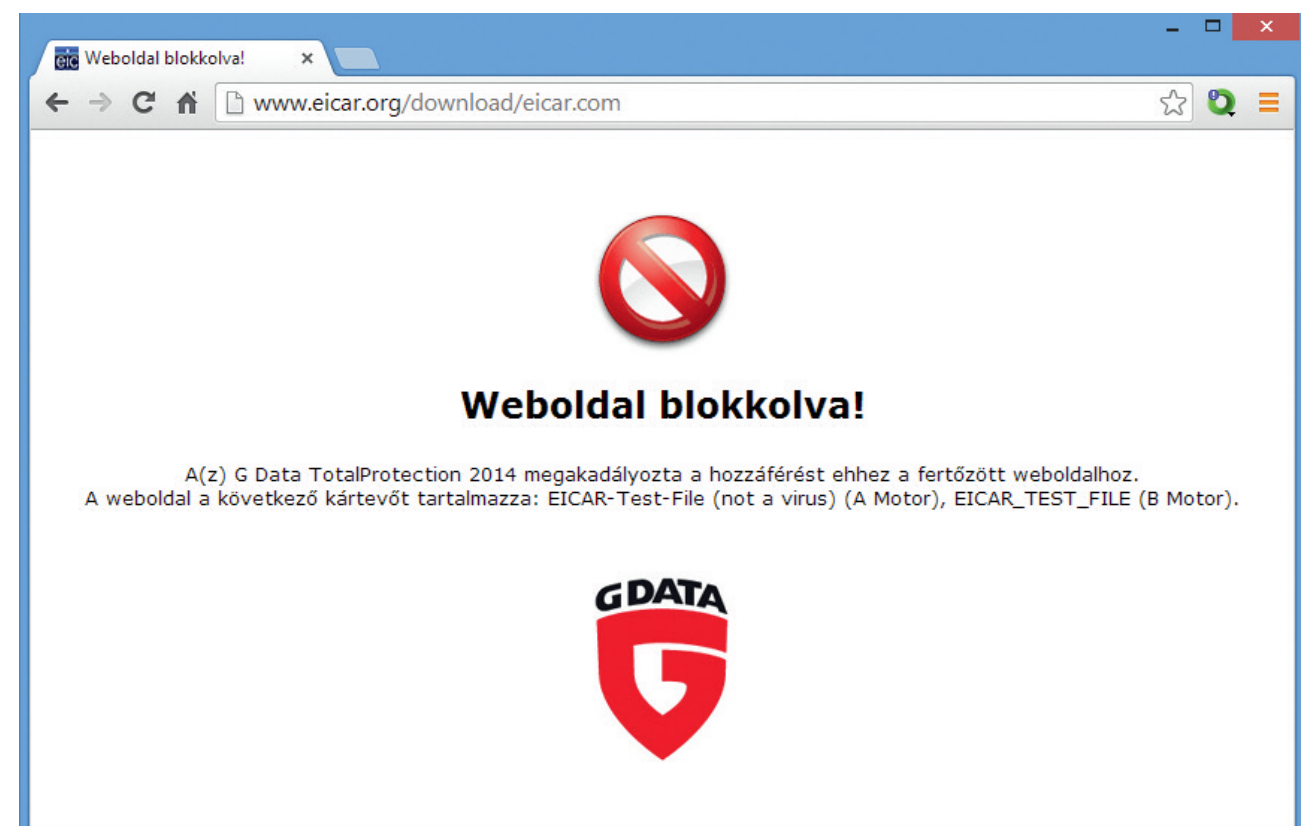 eic Weboldal blokkolva!
www.eicar.org/download/eicar.com
Weboldal blokkolva!
A(z) G Data TotalProtection 2014 megakadályozta a hozzáférést ehhez a fertőzött weboldalhoz.
A weboldal a következő kártevőt tartalmazza: EICAR-Test-File (not a virus) (A Motor), EICAR_TEST_FILE (B Motor).
G DATA
G